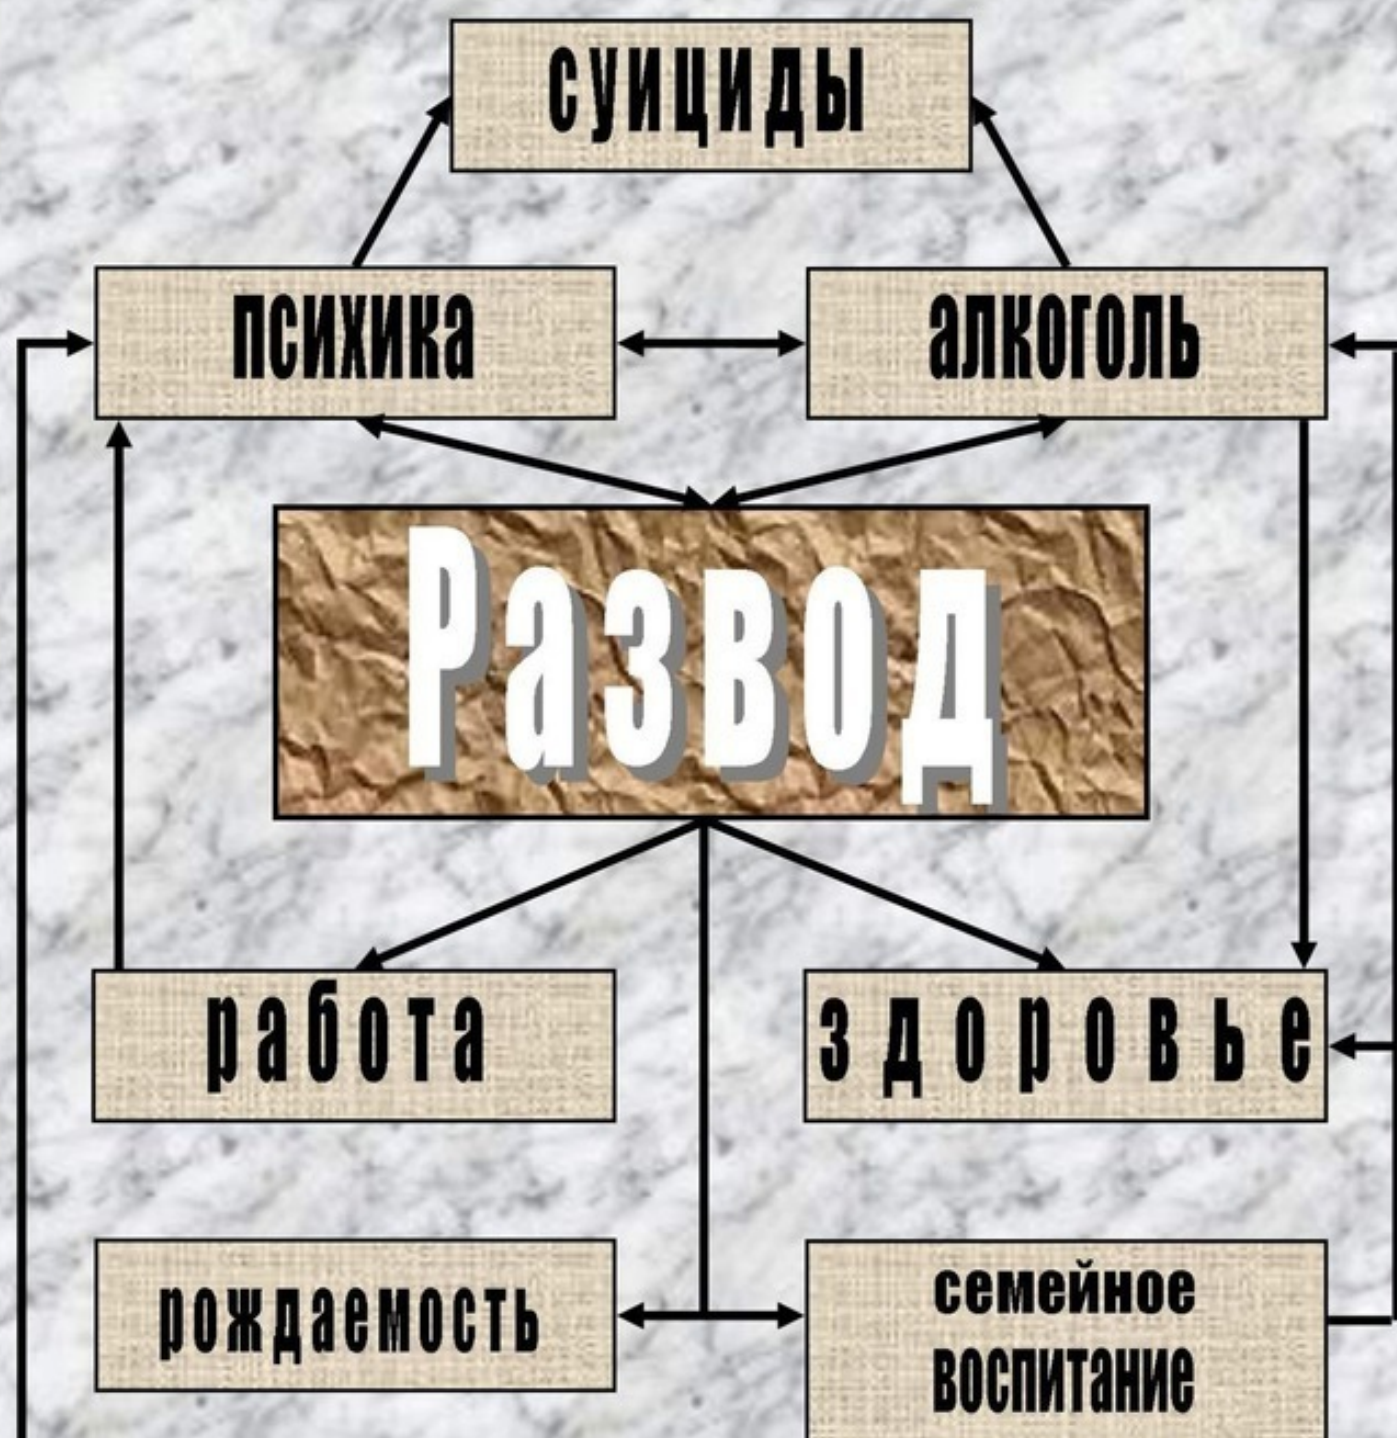 суициды
психика
алкоголь
Развод
работа
здоровье
рождаемость
семейное
воспитание